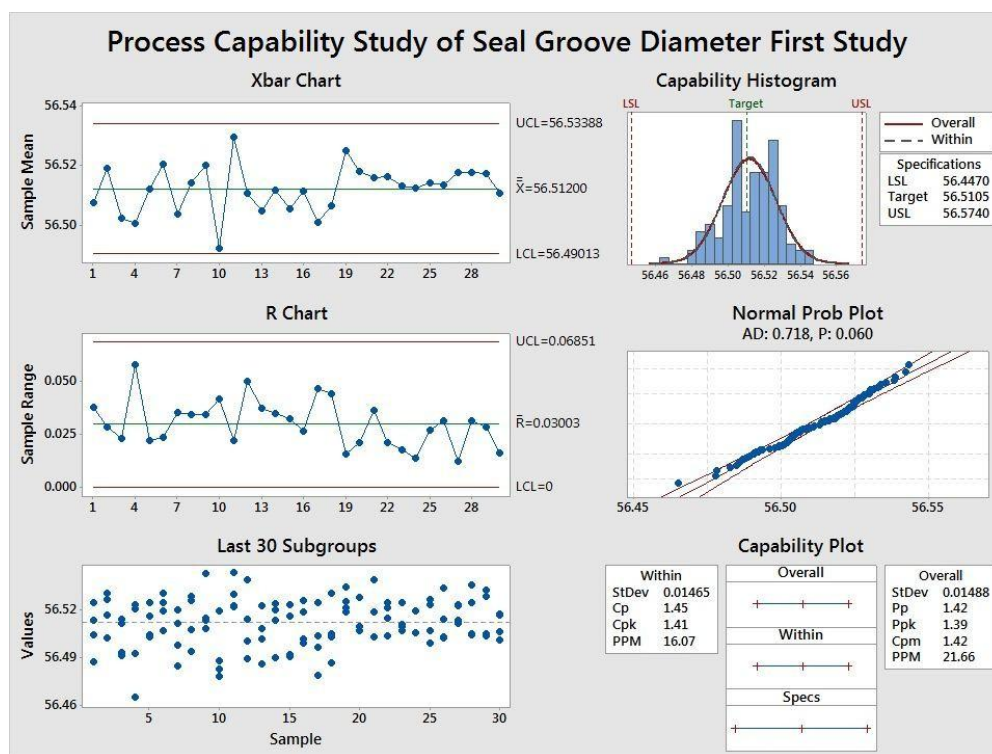 Process Capability Study of Seal Groove Diameter First Study
Xbar Chart
Sample Mean
56.54
56.52
56.50
1 4 7 10 13 16 19 22 25 28
UCL=56.53388
X=56.51200
LCL=56.49013
Capability Histogram
LSL Target USL
56.46 56.48 56.50 56.52 56.54 56.56
Overall
Within
Specifications
LSL 56.4470
Target 56.5105
USL 56.5740
R Chart
Sample Range
0.050
0.025
0.000
1 4 7 10 13 16 19 22 25 28
UCL=0.06851
R=0.03003
LCL=0
Normal Prob Plot
AD: 0.718, P: 0.060
56.45 56.50 56.55
Last 30 Subgroups
Values
56.52
56.49
56.46
5 10 15 20 25 30
Sample
Capability Plot
Within
StDev 0.01465
Cp 1.45
Cpk 1.41
PPM 16.07
Overall
Within
Specs
Overall
StDev 0.01488
Pp 1.42
Ppk 1.39
Cpm 1.42
PPM 21.66